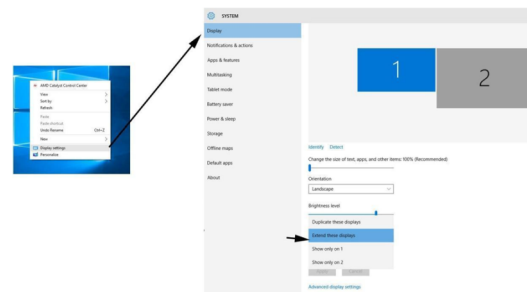 AMD Catalyst Control Center
View
Sort by
Refresh
Paste
Paste shortcut
Undo Rename Ctrl+Z
New
Display settings
Personalize
SYSTEM
Display
Notifications & actions
Apps & features
Multitasking
Tablet mode
Battery saver
Power & sleep
Storage
Offline maps
Default apps
About
1
2
Identify Detect
Change the size of text, apps, and other items: 100% (Recommended)
Orientation
Landscape
Brightness level
Duplicate these displays
Extend these displays
Show only on 1
Show only on 2
Apply Cancel
Advanced display settings